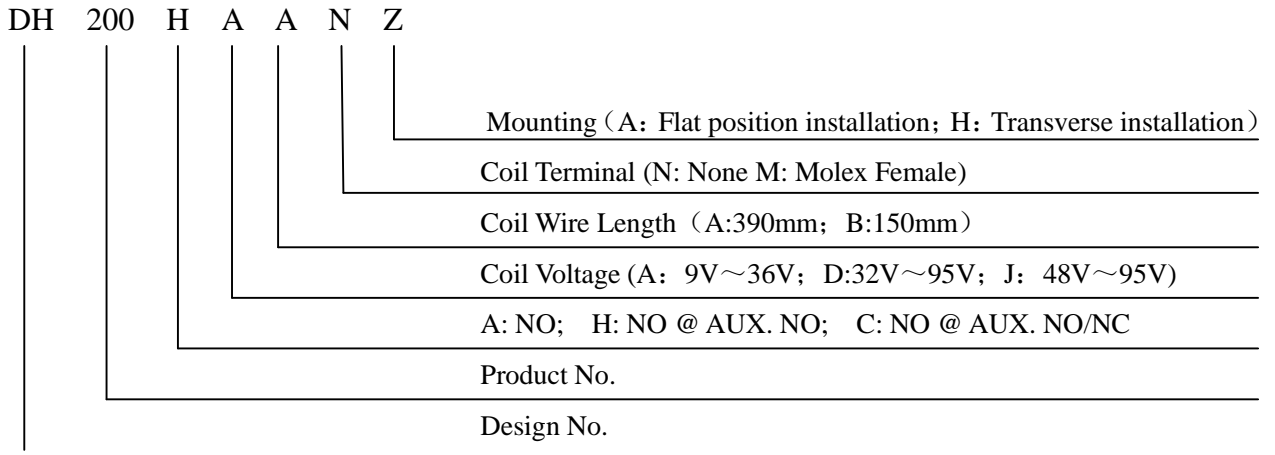 DH 200 H A A N Z
Mounting（A：Flat position installation；H：Transverse installation）
Coil Terminal (N: None M: Molex Female)
Coil Wire Length（A:390mm；B:150mm）
Coil Voltage (A：9V～36V；D:32V～95V；J：48V～95V)
A: NO; H: NO @ AUX. NO; C: NO @ AUX. NO/NC
Product No.
Design No.